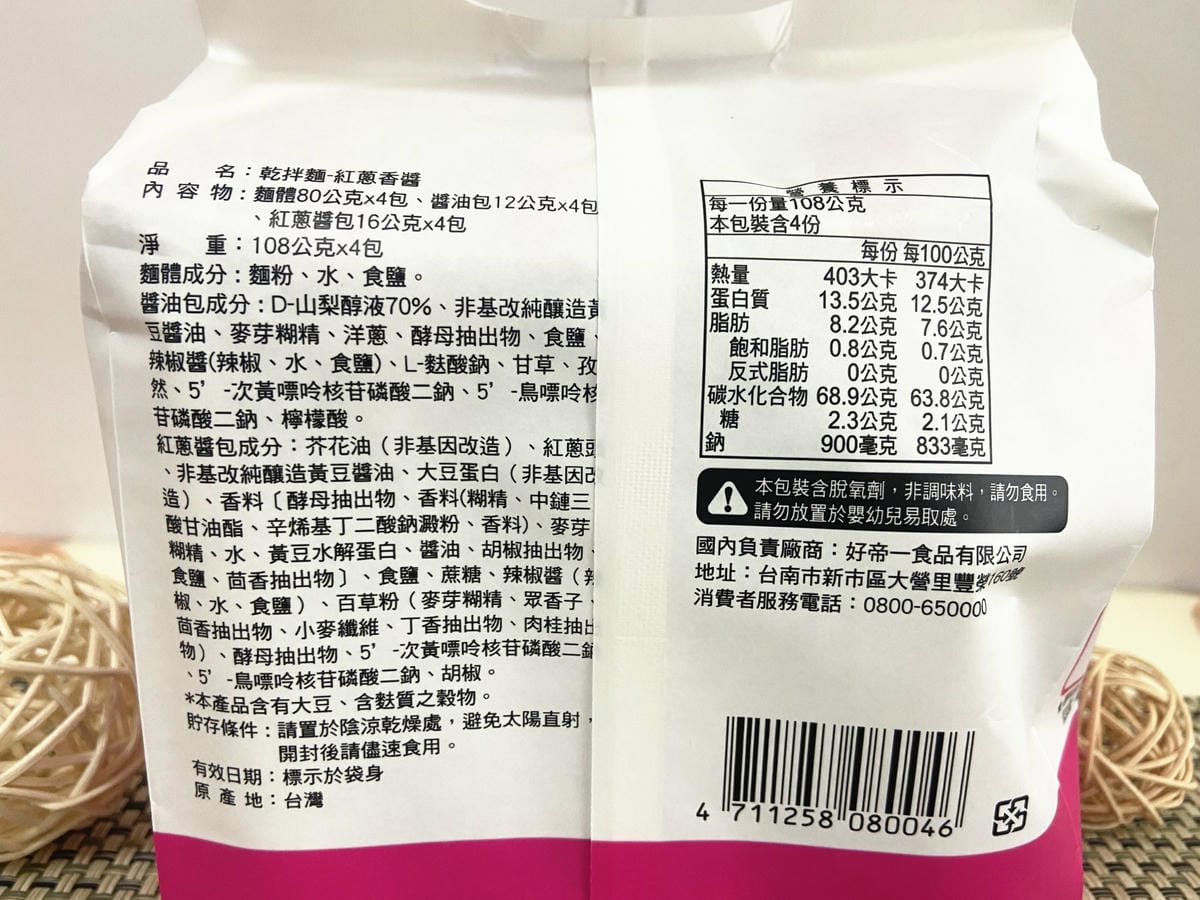 品 名：乾拌麵-紅蔥香醬
內 容 物：麵體80公克x4包、醬油包12公克x4包
、紅蔥醬包16公克x4包
淨 重：108公克x4包
麵體成分：麵粉、水、食鹽。
醬油包成分：D-山梨醇液70%、非基改純釀造黃
豆醬油、麥芽糊精、洋蔥、酵母抽出物、食鹽、
辣椒醬(辣椒、水、食鹽)、L-麩酸鈉、甘草、孜
然、5’-次黃嘌呤核苷磷酸二鈉、5’-鳥嘌呤核
苷磷酸二鈉、檸檬酸。
紅蔥醬包成分：芥花油（非基因改造）、紅蔥頭
、非基改純釀造黃豆醬油、大豆蛋白（非基因改
造）、香料〔酵母抽出物、香料(糊精、中鏈三
酸甘油酯、辛烯基丁二酸鈉澱粉、香料)、麥芽
糊精、水、黃豆水解蛋白、醬油、胡椒抽出物、
食鹽、茴香抽出物〕、食鹽、蔗糖、辣椒醬（辣
椒、水、食鹽）、百草粉（麥芽糊精、眾香子、
茴香抽出物、小麥纖維、丁香抽出物、肉桂抽出
物）、酵母抽出物、5’-次黃嘌呤核苷磷酸二鈉
、5’-鳥嘌呤核苷磷酸二鈉、胡椒。
*本產品含有大豆、含麩質之穀物。
貯存條件：請置於陰涼乾燥處，避免太陽直射，
開封後請儘速食用。
有效日期：標示於袋身
原 產 地：台灣
營 養 標 示
每一份量108公克
本包裝含4份
每份 每100公克
熱量 403大卡 374大卡
蛋白質 13.5公克 12.5公克
脂肪 8.2公克 7.6公克
飽和脂肪 0.8公克 0.7公克
反式脂肪 0公克 0公克
碳水化合物 68.9公克 63.8公克
糖 2.3公克 2.1公克
鈉 900毫克 833毫克
本包裝含脫氧劑，非調味料，請勿食用。
請勿放置於嬰幼兒易取處。
國內負責廠商：好帝一食品有限公司
地址：台南市新市區大營里豐榮160號
消費者服務電話：0800-650000
4 711258 080046